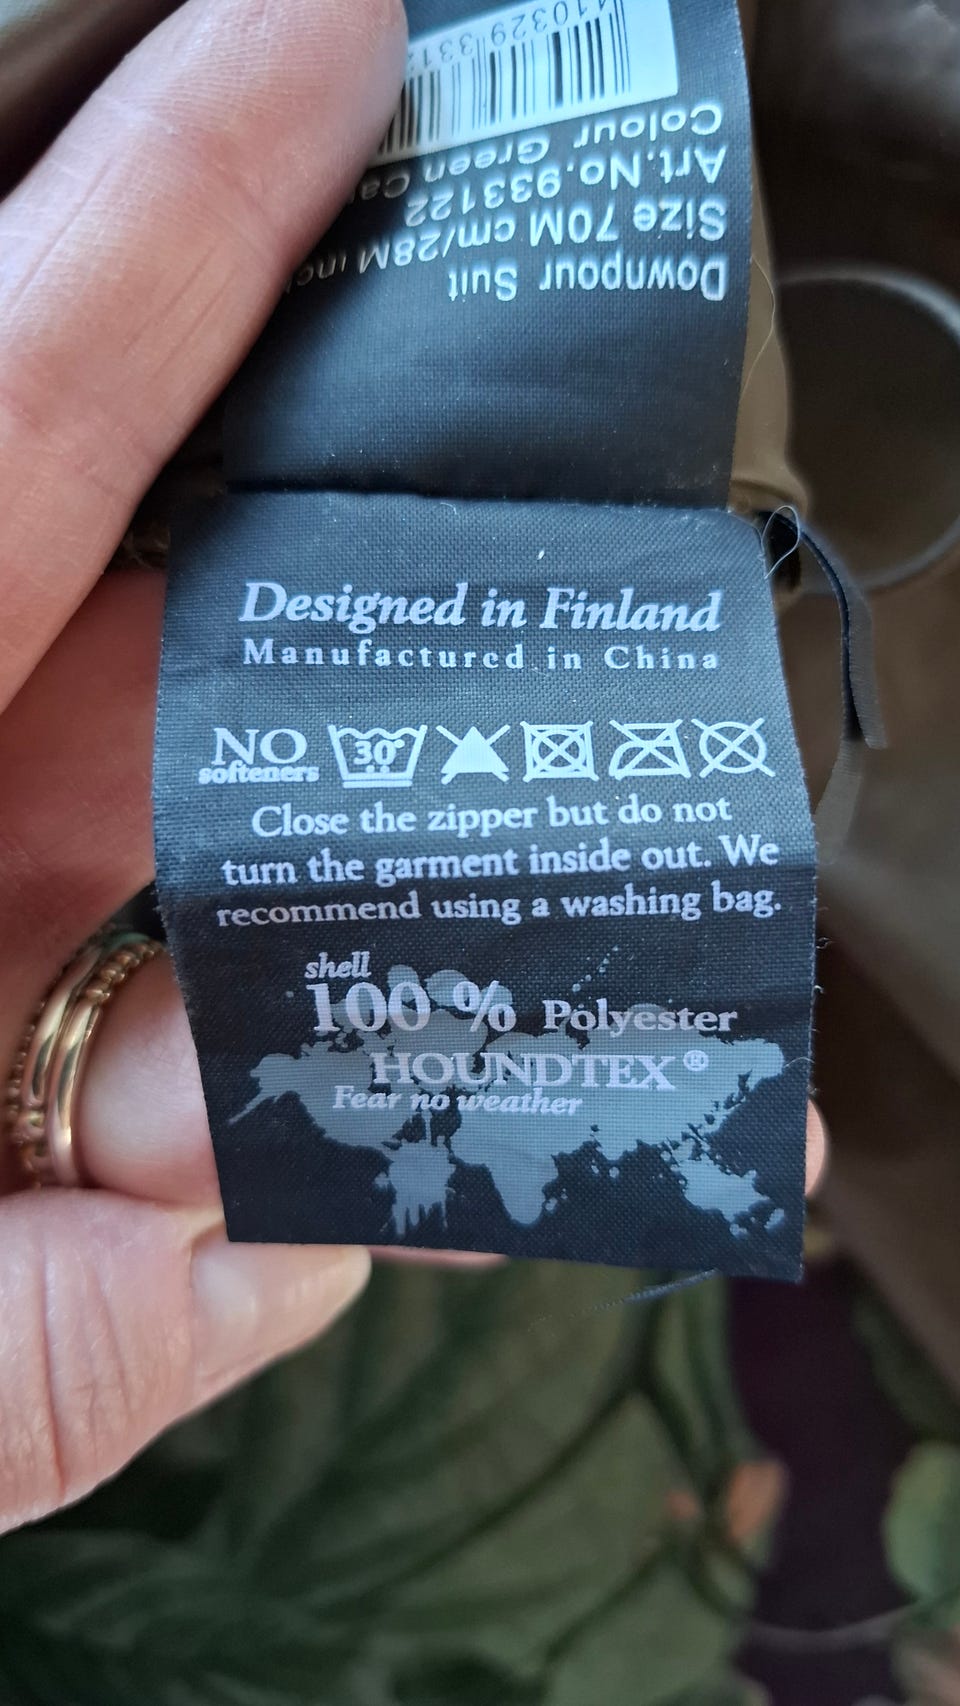 Downpour Suit
Size 70M cm/28M
Art.No.933122
Colour Green
Designed in Finland
Manufactured in China
NO softeners 30°
Close the zipper but do not
turn the garment inside out. We
recommend using a washing bag.
shell
100 % Polyester
HOUNDTEX®
Fear no weather